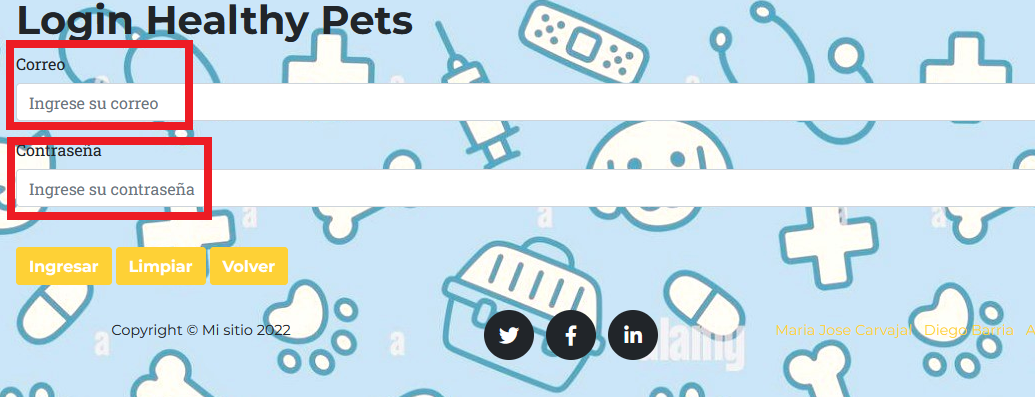 Login Healthy Pets
Correo
Ingrese su correo
Contraseña
Ingrese su contraseña
Ingresar Limpiar Volver
Copyright © Mi sitio 2022
Maria Jose Carvajal Diego Barria A
alamy
a
a
a
a
a
a